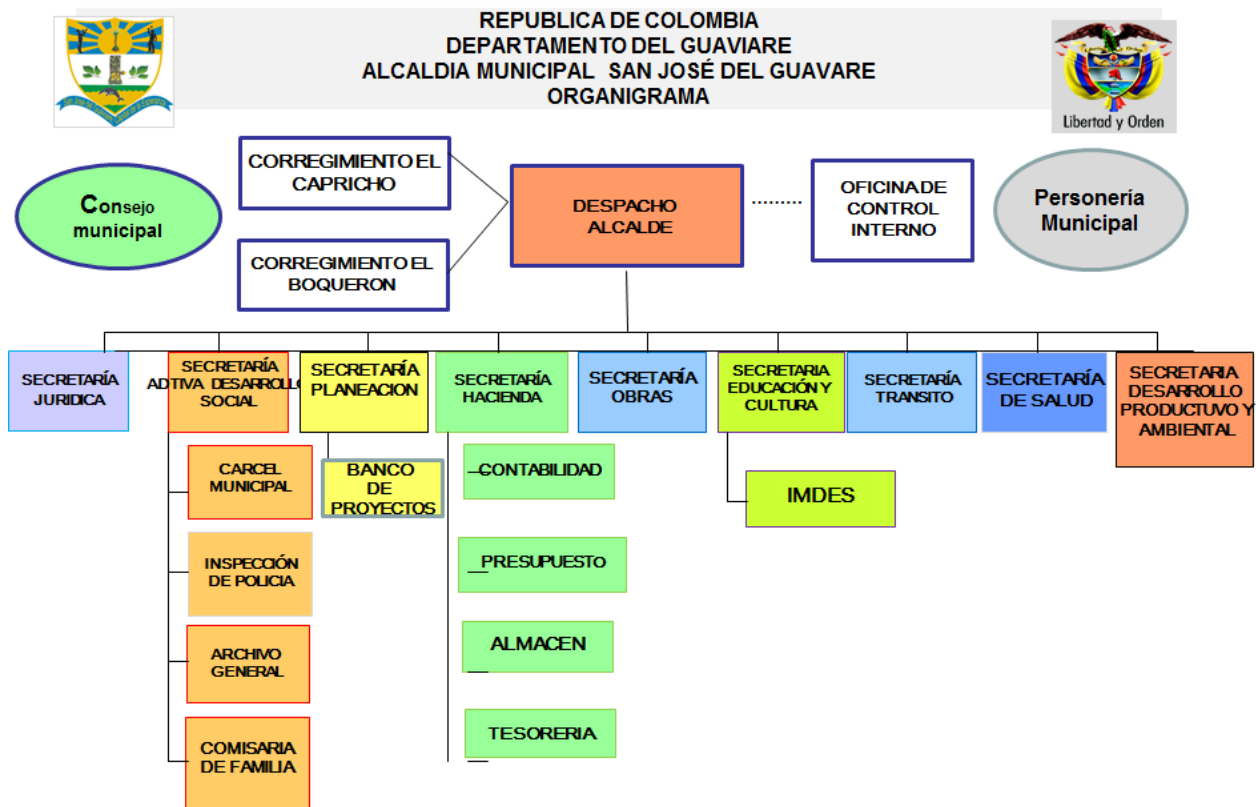 REPUBLICA DE COLOMBIA
DEPARTAMENTO DEL GUAVIARE
ALCALDIA MUNICIPAL SAN JOSÉ DEL GUAVARE
ORGANIGRAMA
Libertad y Orden
Consejo
municipal
CORREGIMIENTO EL
CAPRICHO
CORREGIMIENTO EL
BOQUERON
DESPACHO
ALCALDE
OFICINA DE
CONTROL
INTERNO
Personería
Municipal
SECRETARÍA
JURIDICA
SECRETARÍA
ADTIVA DESARROLLO
SOCIAL
SECRETARÍA
PLANEACION
SECRETARÍA
HACIENDA
SECRETARÍA
OBRAS
SECRETARIA
EDUCACIÓN Y
CULTURA
SECRETARÍA
TRANSITO
SECRETARÍA
DE SALUD
SECRETARIA
DESARROLLO
PRODUCTUVO Y
AMBIENTAL
CARCEL
MUNICIPAL
INSPECCIÓN
DE POLICIA
ARCHIVO
GENERAL
COMISARIA
DE FAMILIA
BANCO
DE
PROYECTOS
CONTABILIDAD
PRESUPUESTO
ALMACEN
TESORERIA
IMDES